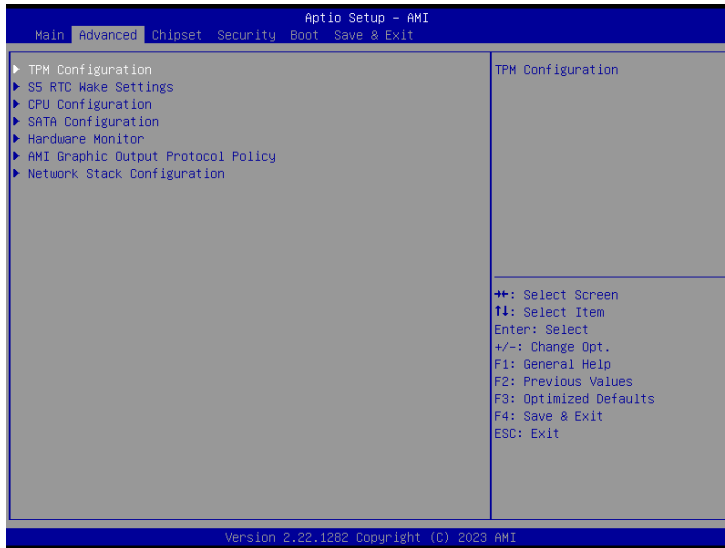 Aptio Setup – AMI
Main Advanced Chipset Security Boot Save & Exit
TPM Configuration
S5 RTC Wake Settings
CPU Configuration
SATA Configuration
Hardware Monitor
AMI Graphic Output Protocol Policy
Network Stack Configuration
TPM Configuration
→←: Select Screen
↑↓: Select Item
Enter: Select
+/-: Change Opt.
F1: General Help
F2: Previous Values
F3: Optimized Defaults
F4: Save & Exit
ESC: Exit
Version 2.22.1282 Copyright (C) 2023 AMI